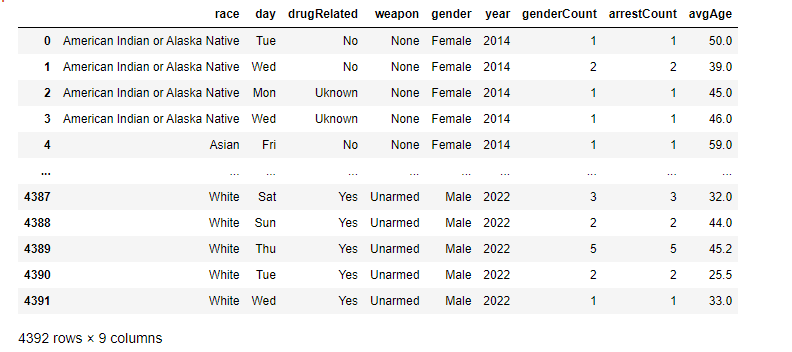 race day drugRelated weapon gender year genderCount arrestCount avgAge
0 American Indian or Alaska Native Tue No None Female 2014 1 1 50.0
1 American Indian or Alaska Native Wed No None Female 2014 2 2 39.0
2 American Indian or Alaska Native Mon Uknown None Female 2014 1 1 45.0
3 American Indian or Alaska Native Wed Uknown None Female 2014 1 1 46.0
4 Asian Fri No None Female 2014 1 1 59.0
... ... ... ... ... ... ... ... ... ...
4387 White Sat Yes Unarmed Male 2022 3 3 32.0
4388 White Sun Yes Unarmed Male 2022 2 2 44.0
4389 White Thu Yes Unarmed Male 2022 5 5 45.2
4390 White Tue Yes Unarmed Male 2022 2 2 25.5
4391 White Wed Yes Unarmed Male 2022 1 1 33.0
4392 rows × 9 columns